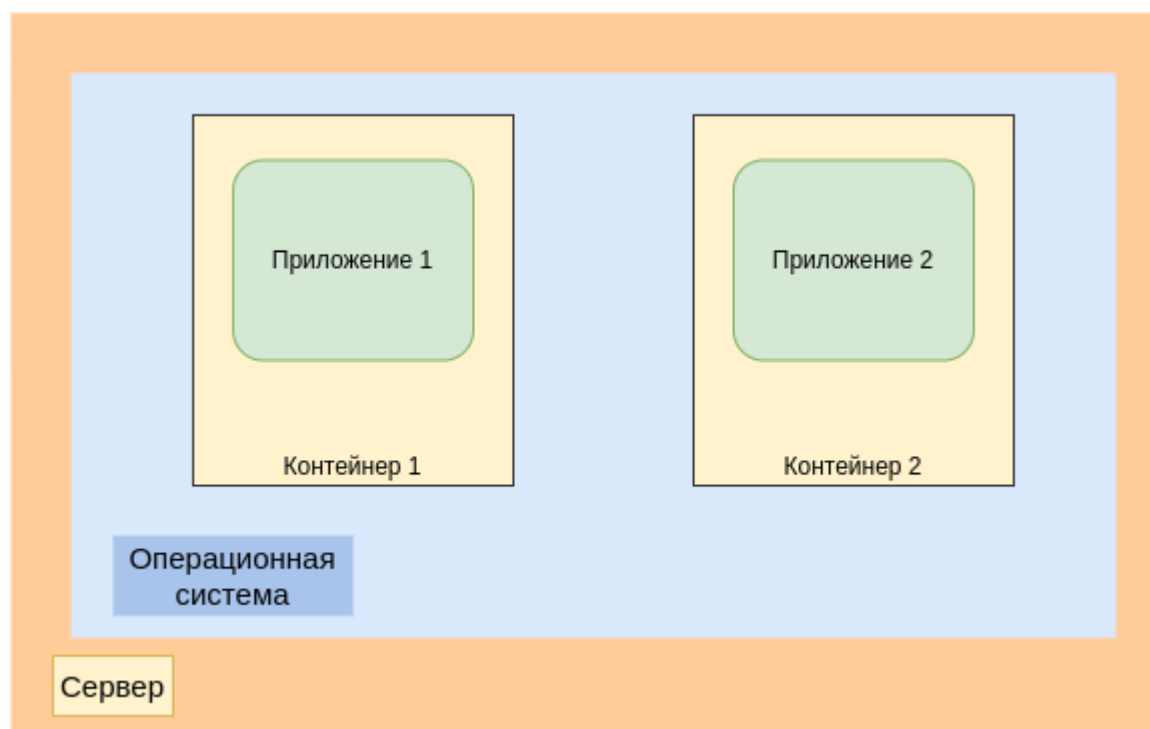 Приложение 1
Приложение 2
Контейнер 1
Контейнер 2
Операционная
система
Сервер